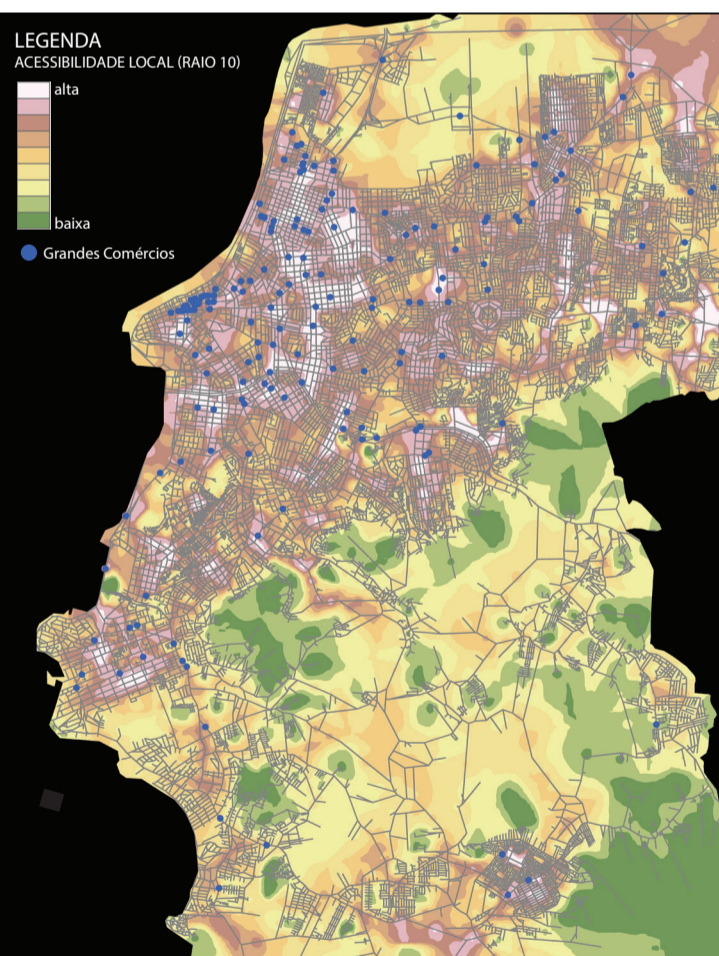 LEGENDA
ACESSIBILIDADE LOCAL (RAIO 10)
alta
baixa
Grandes Comércios